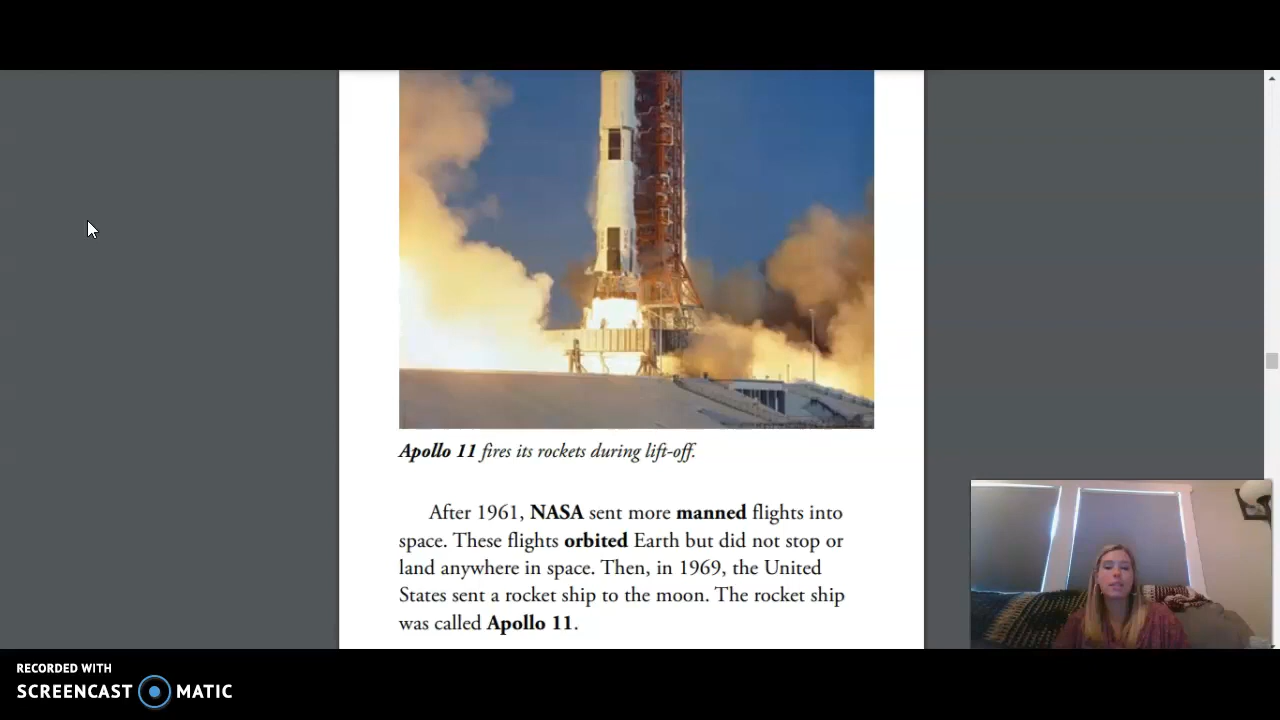 Apollo 11 fires its rockets during lift-off.
After 1961, NASA sent more manned flights into
space. These flights orbited Earth but did not stop or
land anywhere in space. Then, in 1969, the United
States sent a rocket ship to the moon. The rocket ship
was called Apollo 11.
RECORDED WITH
SCREENCAST MATIC